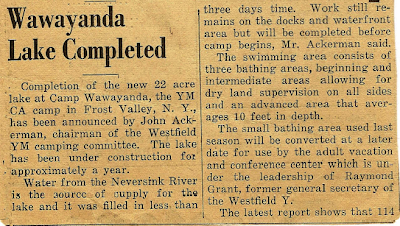 Wawayanda
Lake Completed
Completion of the new 22 acre
lake at Camp Wawayanda, the YM
CA camp in Frost Valley, N. Y.,
has been announced by John Ack-
erman, chairman of the Westfield
YM camping committee. The lake
has been under construction for
approximately a year.
Water from the Neversink River
is the source of supply for the
lake and it was filled in less than
three days time. Work still re-
mains on the docks and waterfront
area but will be completed before
camp begins, Mr. Ackerman said.
The swimming area consists of
three bathing areas, beginning and
intermediate areas allowing for
dry land supervision on all sides
and an advanced area that aver-
ages 10 feet in depth.
The small bathing area used last
season will be converted at a later
date for use by the adult vacation
and conference center which is un-
der the leadership of Raymond
Grant, former general secretary of
the Westfield Y.
The latest report shows that 114